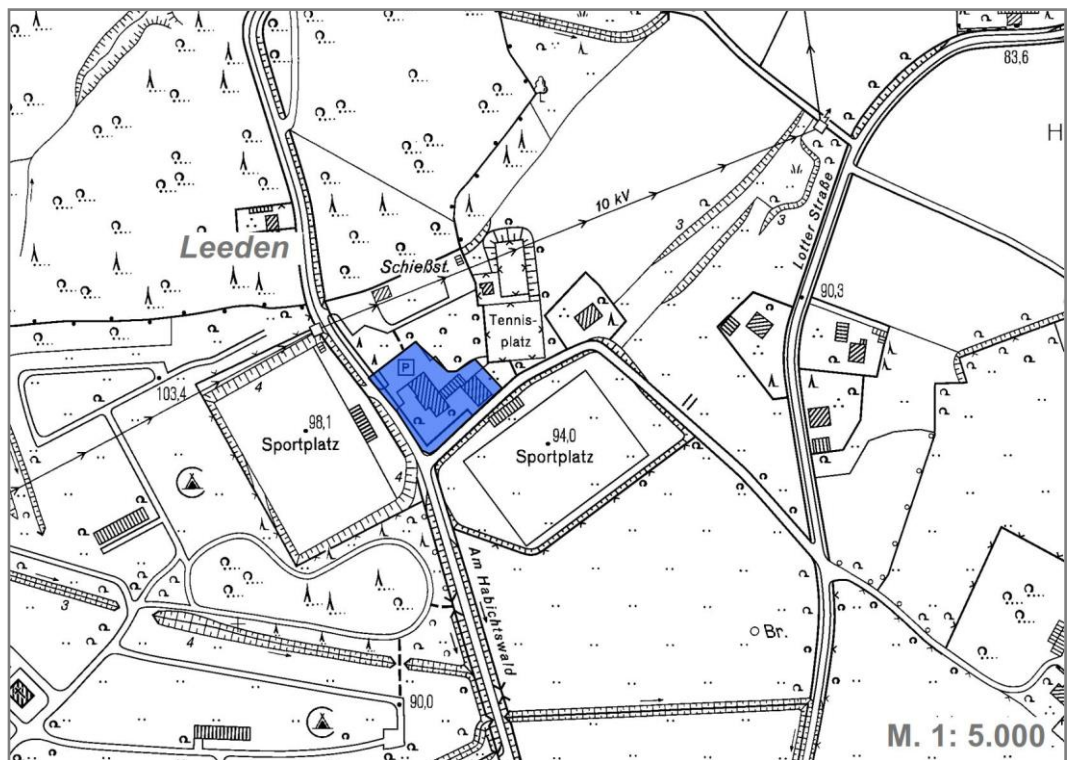 83,6
H
3
10 kV
3
Lotter Straße
Leeden
Schießst.
90,3
Tennis-
platz
P
103,4
4
98,1
Sportplatz
94,0
Sportplatz
4
Am Habichtswald
3
4
Br.
90,0
M. 1: 5.000